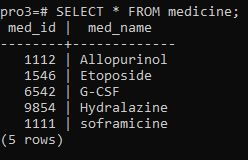 pro3=# SELECT * FROM medicine;
 med_id |  med_name
--------+-------------
   1112 | Allopurinol
   1546 | Etoposide
   6542 | G-CSF
   9854 | Hydralazine
   1111 | soframicine
(5 rows)